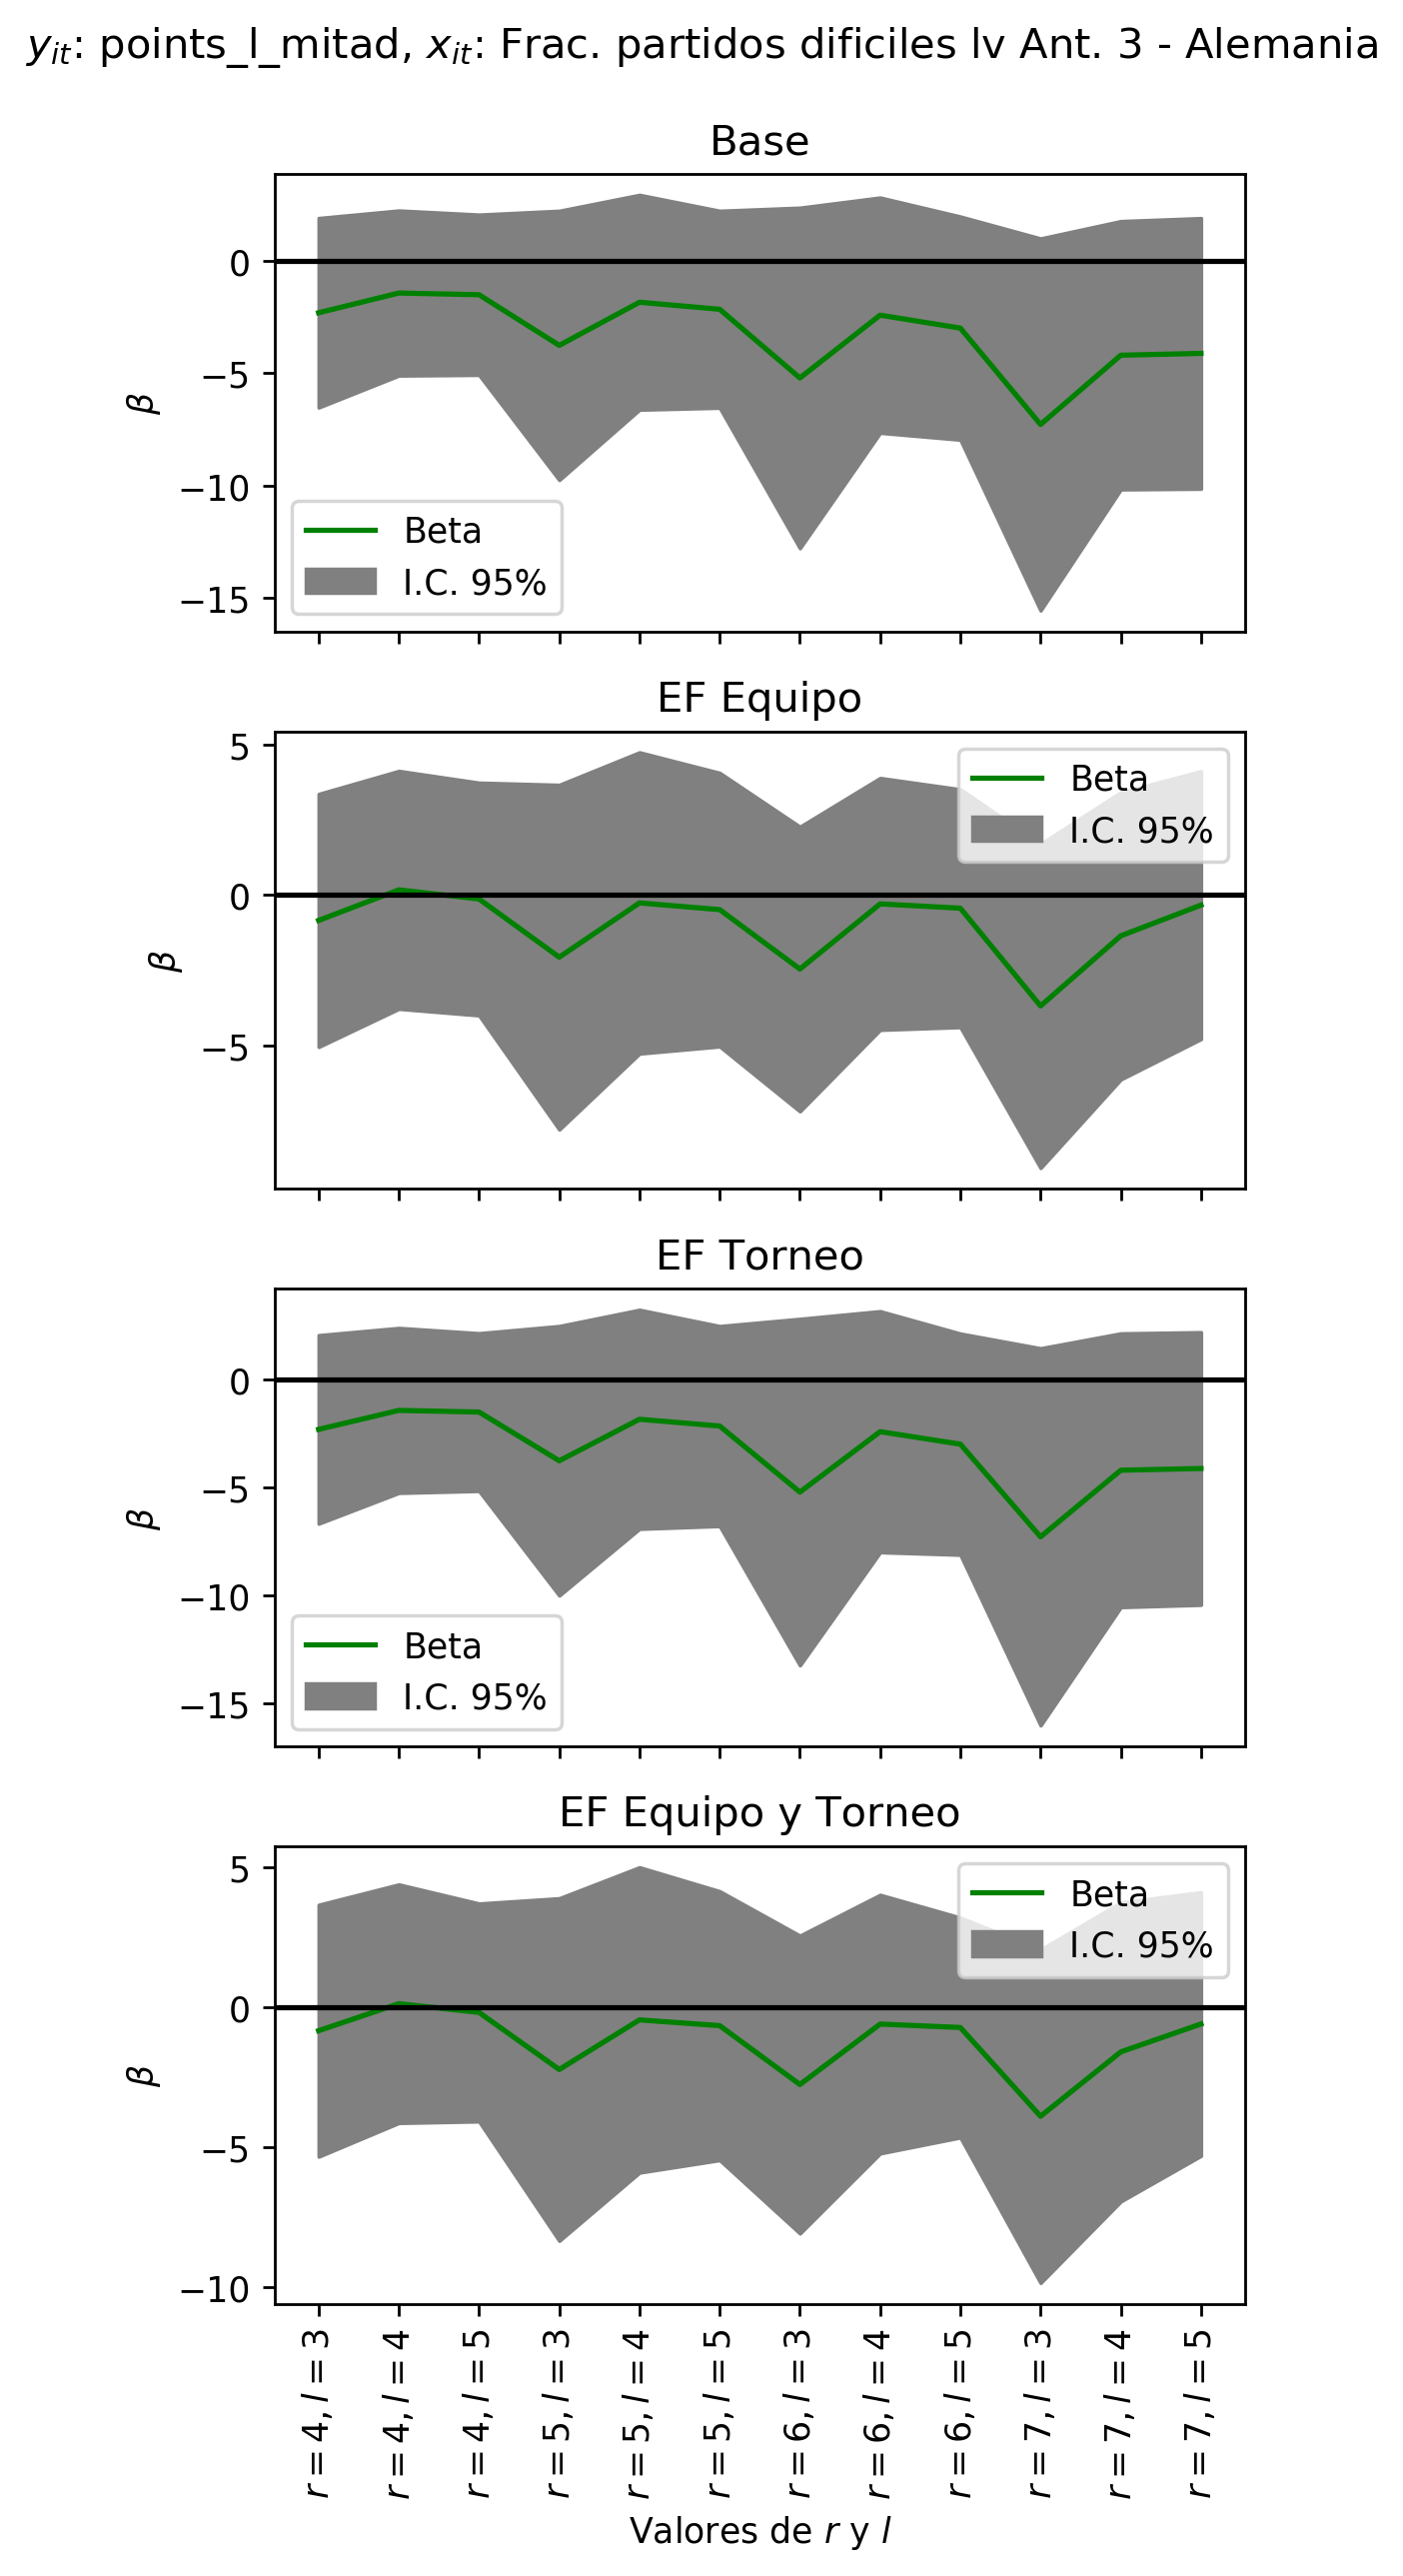 y_it: points_l_mitad, x_it: Frac. partidos dificiles lv Ant. 3 - Alemania
Base
0
−5
−10
−15
β
Beta
I.C. 95%
EF Equipo
5
0
−5
β
Beta
I.C. 95%
EF Torneo
0
−5
−10
−15
β
Beta
I.C. 95%
EF Equipo y Torneo
5
0
−5
−10
β
Beta
I.C. 95%
r = 4, l = 3
r = 4, l = 4
r = 4, l = 5
r = 5, l = 3
r = 5, l = 4
r = 5, l = 5
r = 6, l = 3
r = 6, l = 4
r = 6, l = 5
r = 7, l = 3
r = 7, l = 4
r = 7, l = 5
Valores de r y l